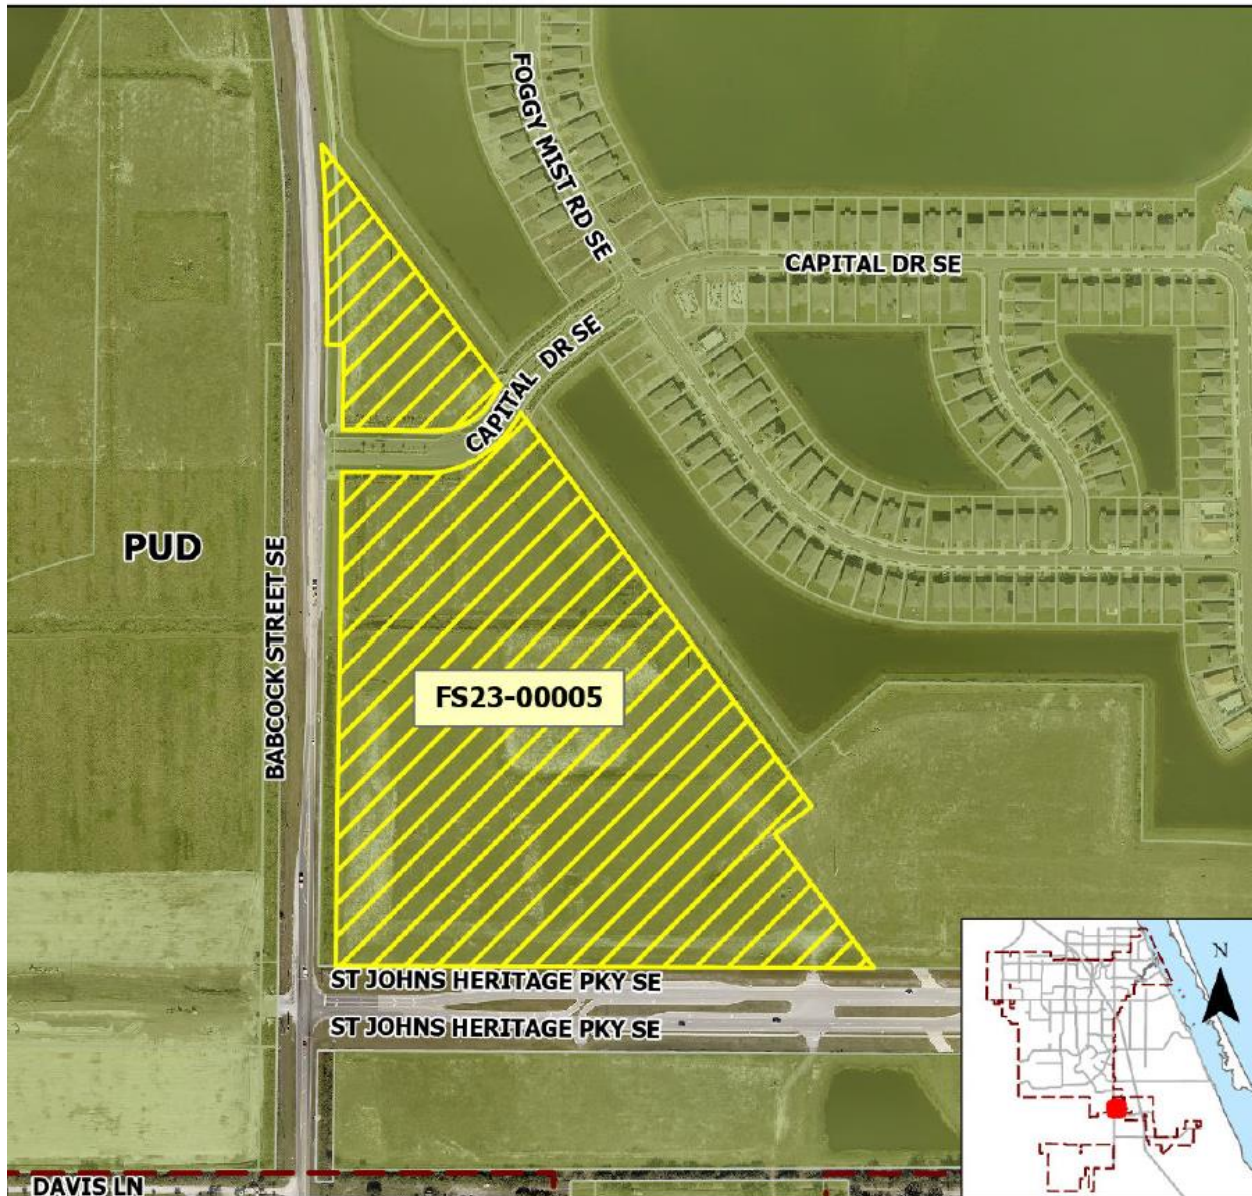 FOGGY MIST RD SE
CAPITAL DR SE
CAPITAL DR SE
PUD
BABCOCK STREET SE
FS23-00005
ST JOHNS HERITAGE PKY SE
ST JOHNS HERITAGE PKY SE
N
DAVIS LN